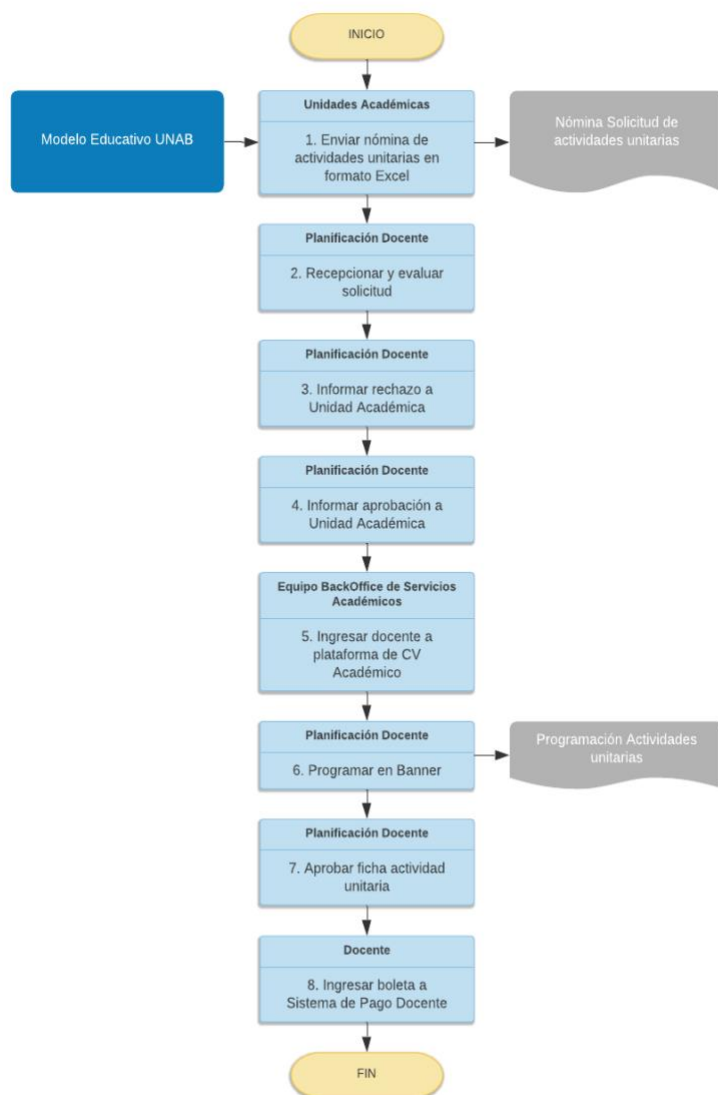 INICIO
Modelo Educativo UNAB
Unidades Académicas
1. Enviar nómina de
actividades unitarias en
formato Excel
Nómina Solicitud de
actividades unitarias
Planificación Docente
2. Recepcionar y evaluar
solicitud
Planificación Docente
3. Informar rechazo a
Unidad Académica
Planificación Docente
4. Informar aprobación a
Unidad Académica
Equipo BackOffice de Servicios
Académicos
5. Ingresar docente a
plataforma de CV
Académico
Planificación Docente
6. Programar en Banner
Programación Actividades
unitarias
Planificación Docente
7. Aprobar ficha actividad
unitaria
Docente
8. Ingresar boleta a
Sistema de Pago Docente
FIN